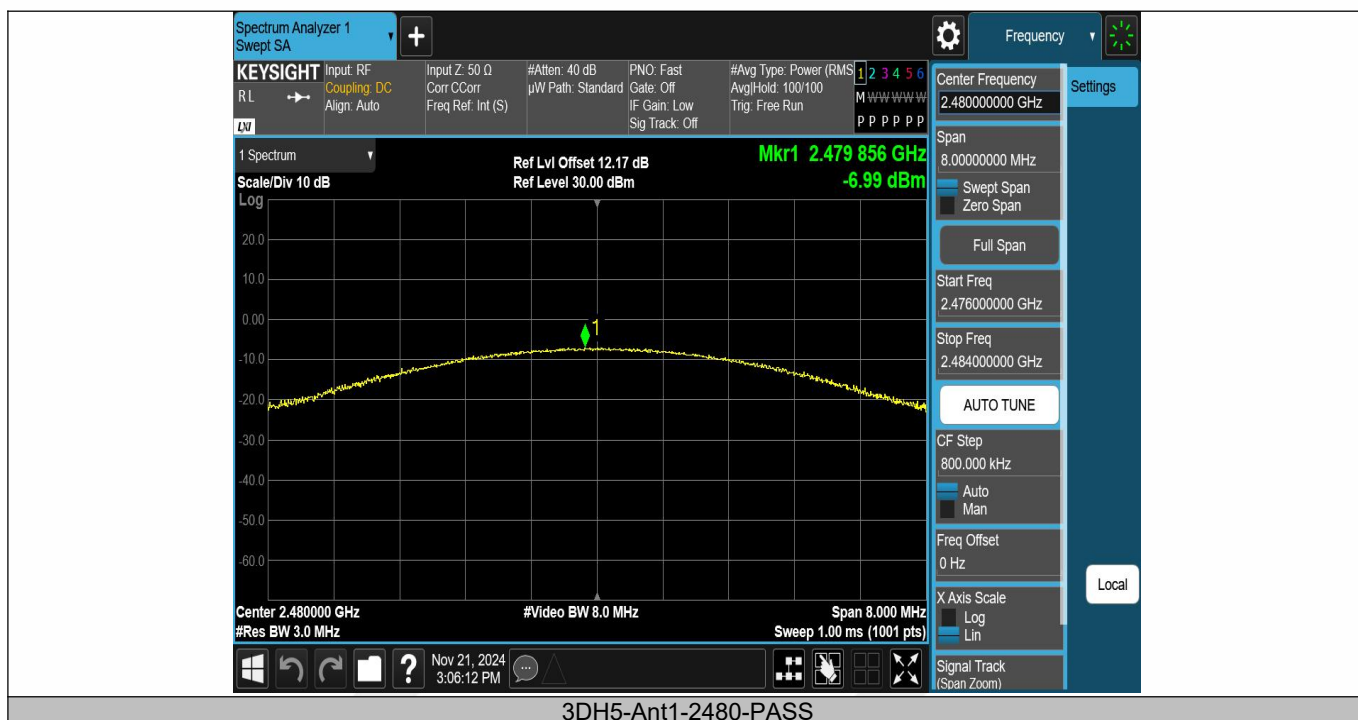 Spectrum Analyzer 1
Swept SA
Frequency
KEYSIGHT
RL
LXI
Input: RF
Coupling: DC
Align: Auto
Input Z: 50 Ω
Corr CCorr
Freq Ref: Int (S)
#Atten: 40 dB
µW Path: Standard
PNO: Fast
Gate: Off
IF Gain: Low
Sig Track: Off
#Avg Type: Power (RMS
Avg|Hold: 100/100
Trig: Free Run
1 2 3 4 5 6
M W W W W W
P P P P P P
1 Spectrum
Scale/Div 10 dB
Log
Ref Lvl Offset 12.17 dB
Ref Level 30.00 dBm
Mkr1 2.479 856 GHz
-6.99 dBm
20.0
10.0
0.00
-10.0
-20.0
-30.0
-40.0
-50.0
-60.0
1
Center 2.480000 GHz
#Video BW 8.0 MHz
Span 8.000 MHz
#Res BW 3.0 MHz
Sweep 1.00 ms (1001 pts)
Center Frequency
2.480000000 GHz
Settings
Span
8.00000000 MHz
Swept Span
Zero Span
Full Span
Start Freq
2.476000000 GHz
Stop Freq
2.484000000 GHz
AUTO TUNE
CF Step
800.000 kHz
Auto
Man
Freq Offset
0 Hz
X Axis Scale
Log
Lin
Local
Signal Track
(Span Zoom)
?
Nov 21, 2024
3:06:12 PM
3DH5-Ant1-2480-PASS